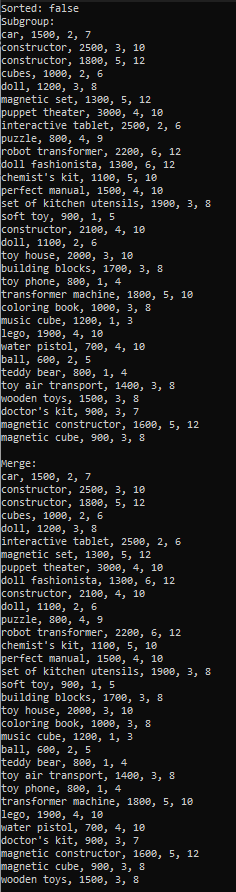 Sorted: false
Subgroup:
car, 1500, 2, 7
constructor, 2500, 3, 10
constructor, 1800, 5, 12
cubes, 1000, 2, 6
doll, 1200, 3, 8
magnetic set, 1300, 5, 12
puppet theater, 3000, 4, 10
interactive tablet, 2500, 2, 6
puzzle, 800, 4, 9
robot transformer, 2200, 6, 12
doll fashionista, 1300, 6, 12
chemist's kit, 1100, 5, 10
perfect manual, 1500, 4, 10
set of kitchen utensils, 1900, 3, 8
soft toy, 900, 1, 5
constructor, 2100, 4, 10
doll, 1100, 2, 6
toy house, 2000, 3, 10
building blocks, 1700, 3, 8
toy phone, 800, 1, 4
transformer machine, 1800, 5, 10
coloring book, 1000, 3, 8
music cube, 1200, 1, 3
lego, 1900, 4, 10
water pistol, 700, 4, 10
ball, 600, 2, 5
teddy bear, 800, 1, 4
toy air transport, 1400, 3, 8
wooden toys, 1500, 3, 8
doctor's kit, 900, 3, 7
magnetic constructor, 1600, 5, 12
magnetic cube, 900, 3, 8
Merge:
car, 1500, 2, 7
constructor, 2500, 3, 10
constructor, 1800, 5, 12
cubes, 1000, 2, 6
doll, 1200, 3, 8
interactive tablet, 2500, 2, 6
magnetic set, 1300, 5, 12
puppet theater, 3000, 4, 10
doll fashionista, 1300, 6, 12
constructor, 2100, 4, 10
doll, 1100, 2, 6
puzzle, 800, 4, 9
robot transformer, 2200, 6, 12
chemist's kit, 1100, 5, 10
perfect manual, 1500, 4, 10
set of kitchen utensils, 1900, 3, 8
soft toy, 900, 1, 5
building blocks, 1700, 3, 8
toy house, 2000, 3, 10
coloring book, 1000, 3, 8
music cube, 1200, 1, 3
ball, 600, 2, 5
teddy bear, 800, 1, 4
toy air transport, 1400, 3, 8
toy phone, 800, 1, 4
transformer machine, 1800, 5, 10
lego, 1900, 4, 10
water pistol, 700, 4, 10
doctor's kit, 900, 3, 7
magnetic constructor, 1600, 5, 12
magnetic cube, 900, 3, 8
wooden toys, 1500, 3, 8